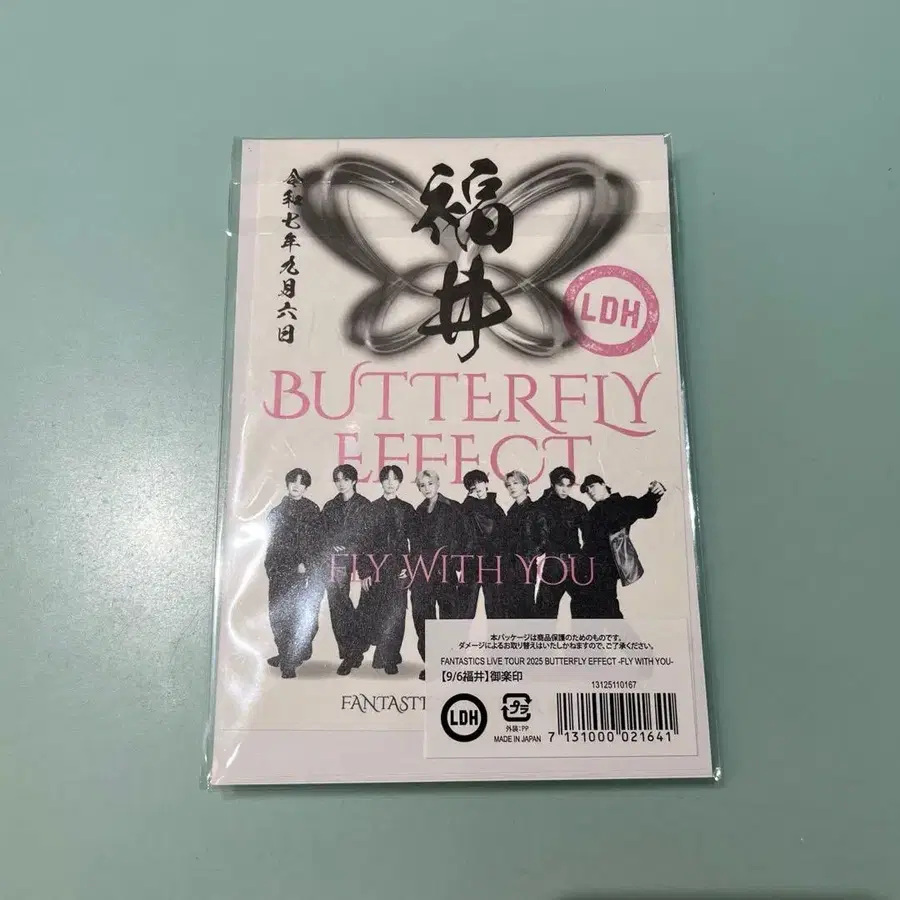 令和七年九月六日
福井
LDH
BUTTERFLY
EFFECT
FLY WITH YOU
FANTASTI
本パッケージは商品保護のためのものです。
ダメージによるお取り替えはいたしかねますので、ご了承ください。
FANTASTICS LIVE TOUR 2025 BUTTERFLY EFFECT -FLY WITH YOU-
【9/6福井】御楽印
13125110167
LDH
プラ
外装:PP
MADE IN JAPAN
7 131000 021641